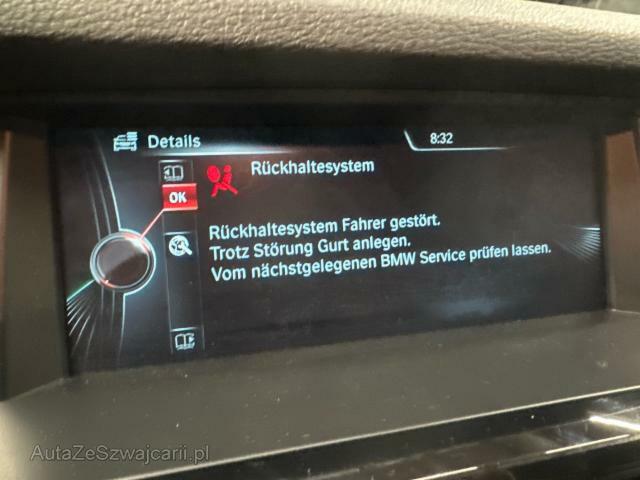 Details
8:32
Rückhaltesystem
OK
Rückhaltesystem Fahrer gestört.
Trotz Störung Gurt anlegen.
Vom nächstgelegenen BMW Service prüfen lassen.
AutaZeSzwajcarii.pl